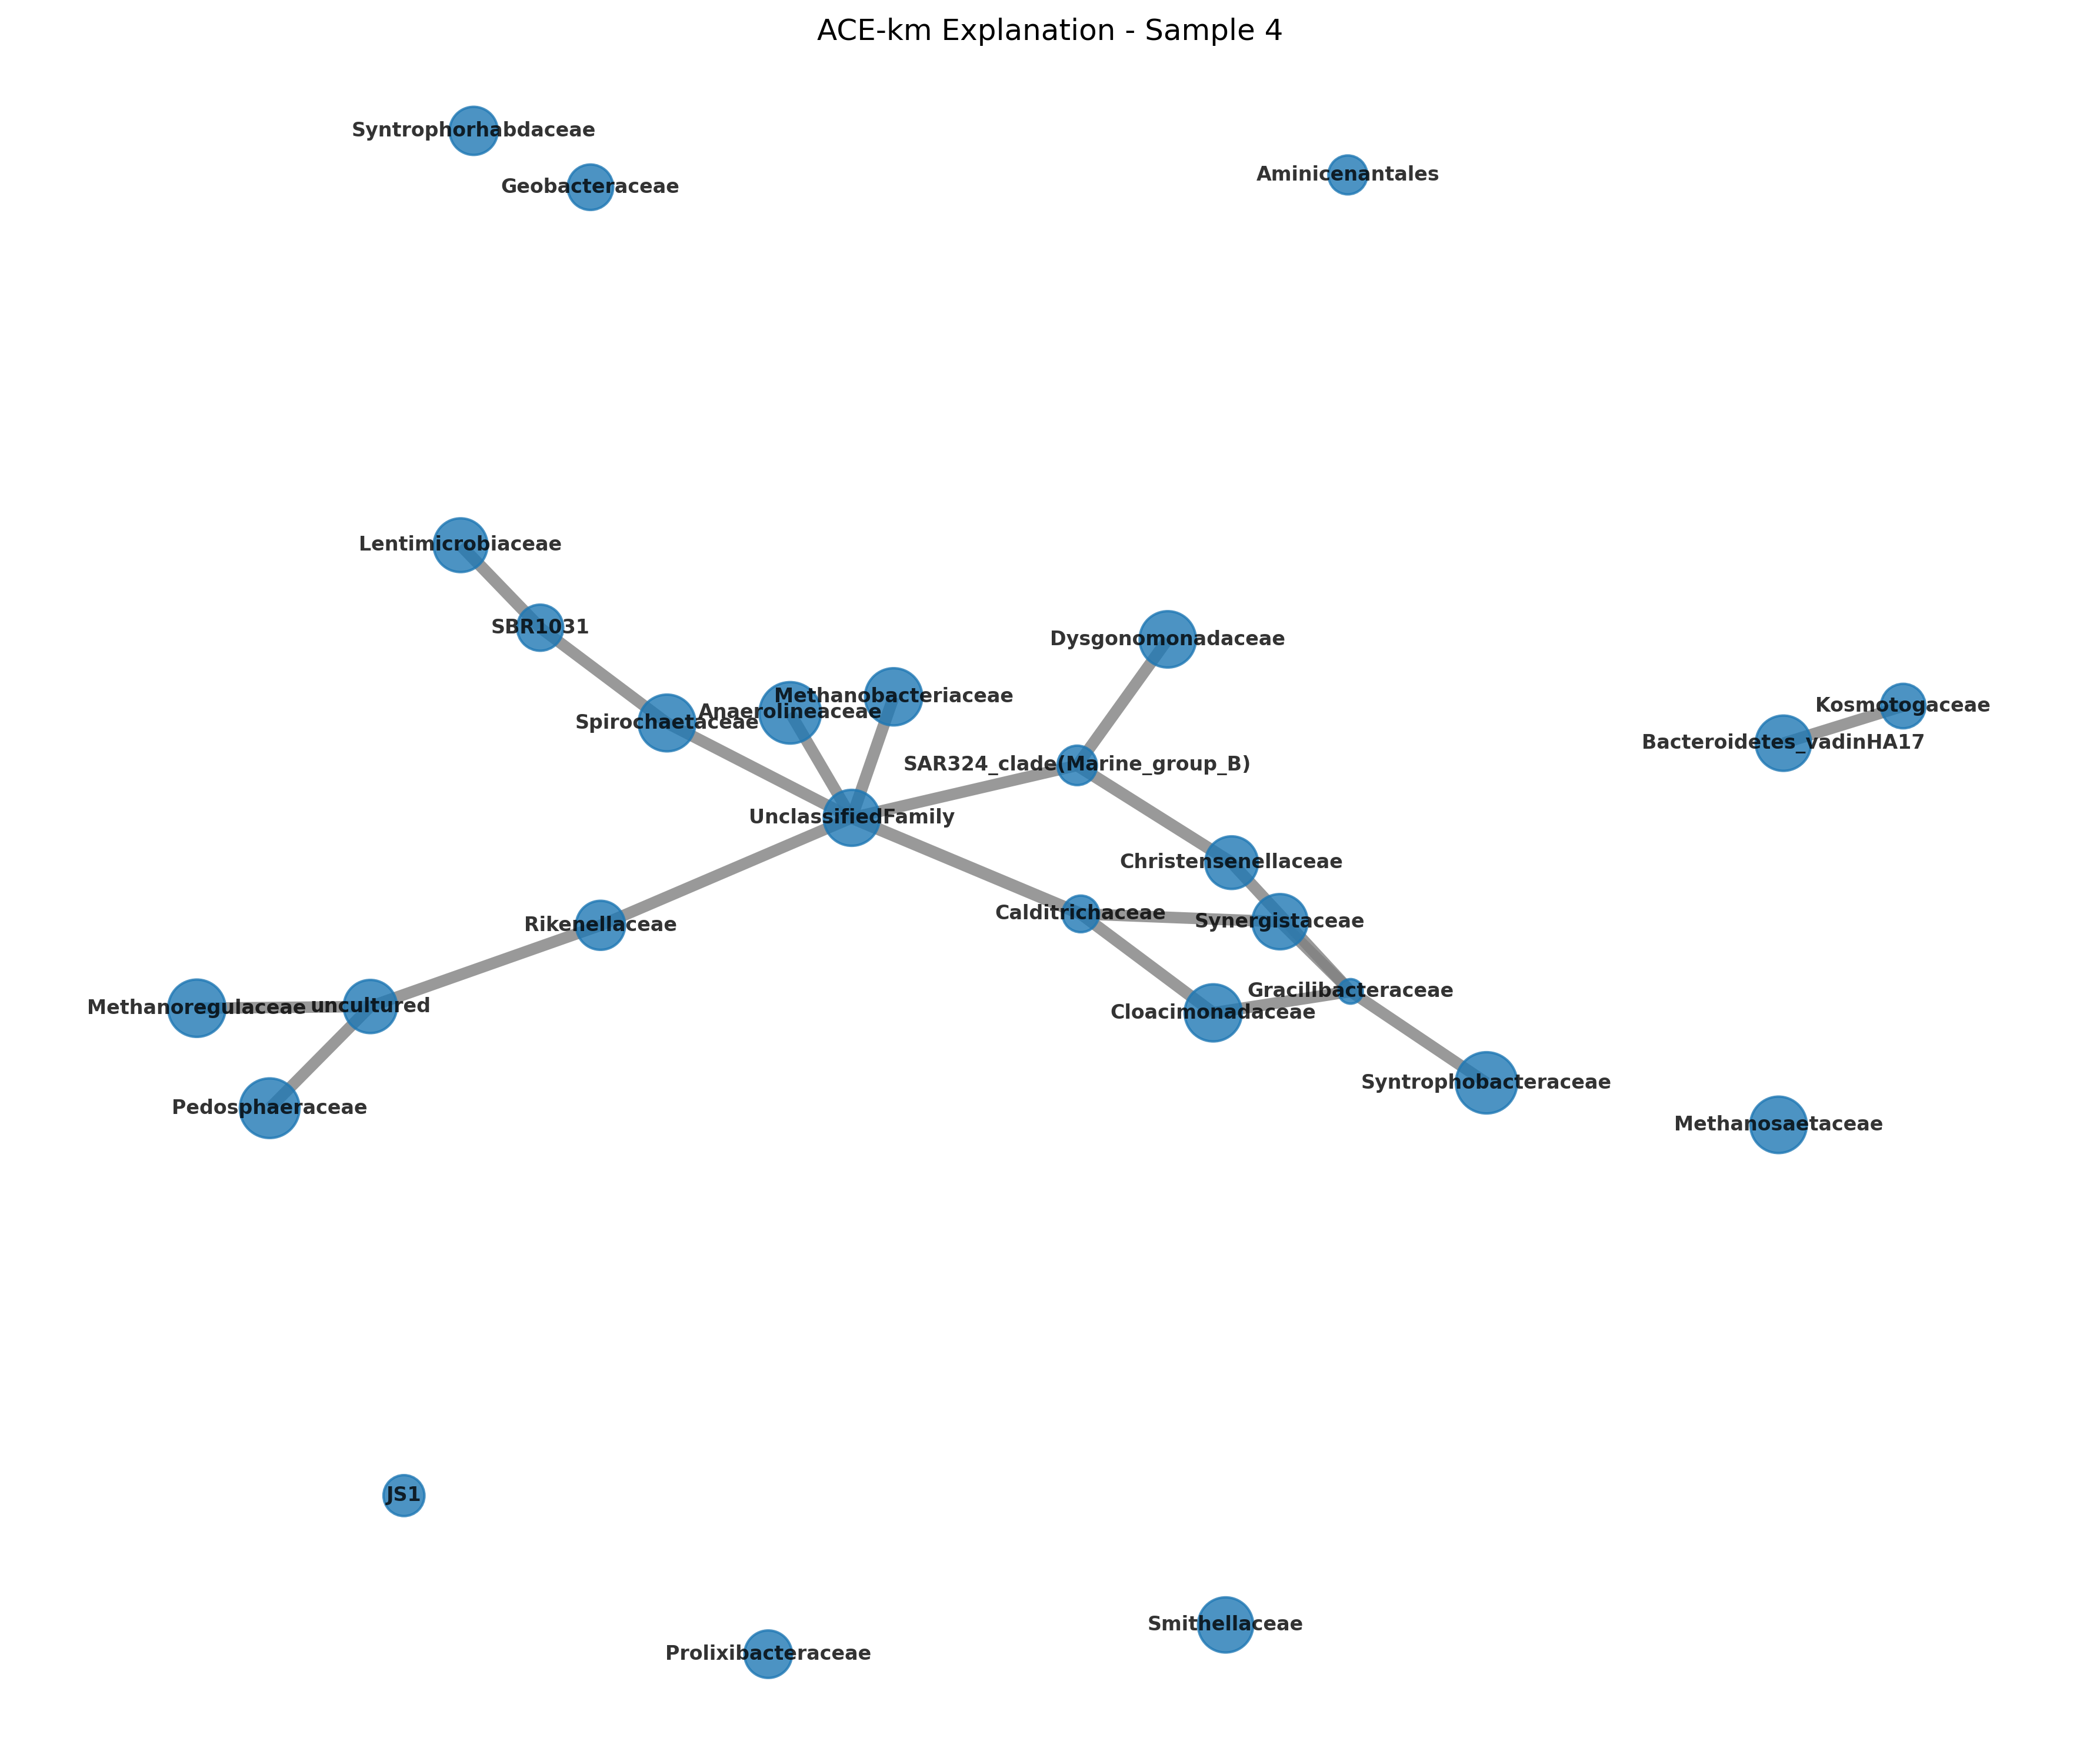 ACE-km Explanation - Sample 4
Syntrophorhabdaceae
Aminicenantales
Geobacteraceae
Lentimicrobiaceae
SBR1031
Dysgonomonadaceae
Methanobacteriaceae
Kosmotogaceae
Anaerolineaceae
Spirochaetaceae
Bacteroidetes_vadinHA17
SAR324_clade(Marine_group_B)
UnclassifiedFamily
Christensenellaceae
Calditrichaceae
Synergistaceae
Rikenellaceae
Gracilibacteraceae
uncultured
Methanoregulaceae
Cloacimonadaceae
Syntrophobacteraceae
Pedosphaeraceae
Methanosaetaceae
JS1
Smithellaceae
Prolixibacteraceae